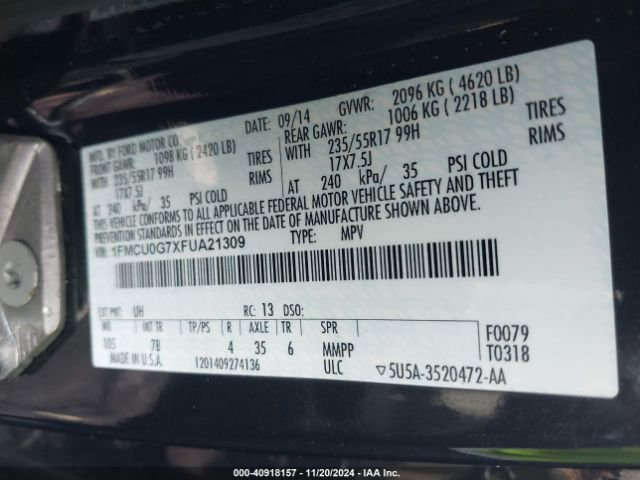 MFD. BY FORD MOTOR CO. DATE: 09/14 GVWR: 2096 KG ( 4620 LB)
FRONT GAWR: 1098 KG ( 2420 LB) REAR GAWR: 1006 KG ( 2218 LB)
WITH 235/55R17 99H TIRES WITH 235/55R17 99H TIRES
17X7.5J RIMS 17X7.5J RIMS
AT 240 kPa/ 35 PSI COLD AT 240 kPa/ 35 PSI COLD
THIS VEHICLE CONFORMS TO ALL APPLICABLE FEDERAL MOTOR VEHICLE SAFETY AND THEFT
PREVENTION STANDARDS IN EFFECT ON THE DATE OF MANUFACTURE SHOWN ABOVE.
VIN: 1FMCU0G7XFUA21309 TYPE: MPV
EXT PNT: UH RC: 13 DSO:
WB INT TR TP/PS R AXLE TR SPR F0079
105 7B 4 35 6 MMPP T0318
MADE IN U.S.A. 1201409274136 ULC ▽5U5A-3520472-AA
000-40918157 - 11/20/2024 - IAA Inc.